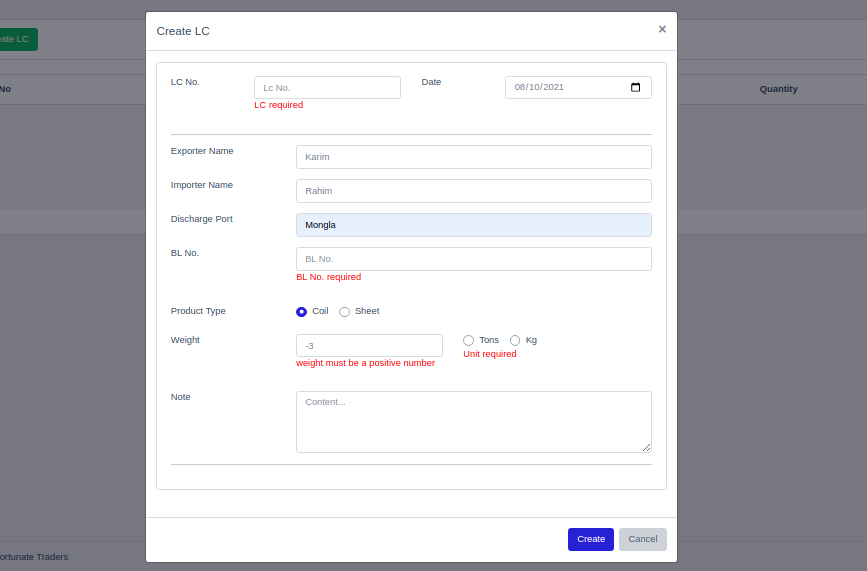 Create LC ×
ate LC
LC No. Lc No. Date 08/10/2021
No Quantity
LC required
Exporter Name Karim
Importer Name Rahim
Discharge Port Mongla
BL No. BL No.
BL No. required
Product Type Coil Sheet
Weight -3 Tons Kg
Unit required
weight must be a positive number
Note Content...
Create Cancel
ortunate Traders